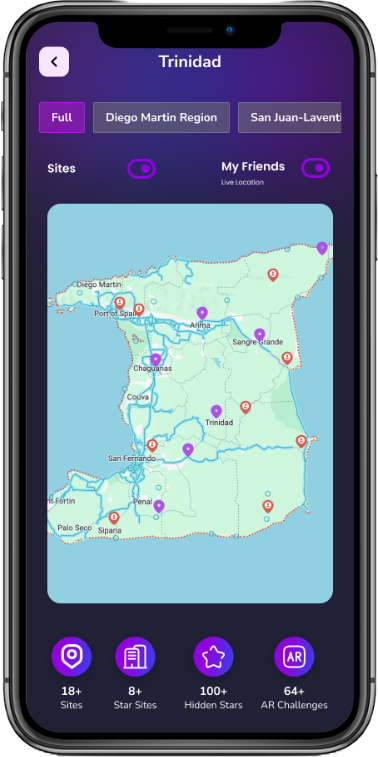 Trinidad
Full
Diego Martin Region
San Juan-Laventi
Sites
My Friends
Live Location
Diego Martin
Port of Spain
Arima
Sangre Grande
Chaguanas
Couva
Trinidad
San Fernando
nt Fortin
Penal
Palo Seco
Siparia
AR
18+
8+
100+
64+
Sites
Star Sites
Hidden Stars
AR Challenges